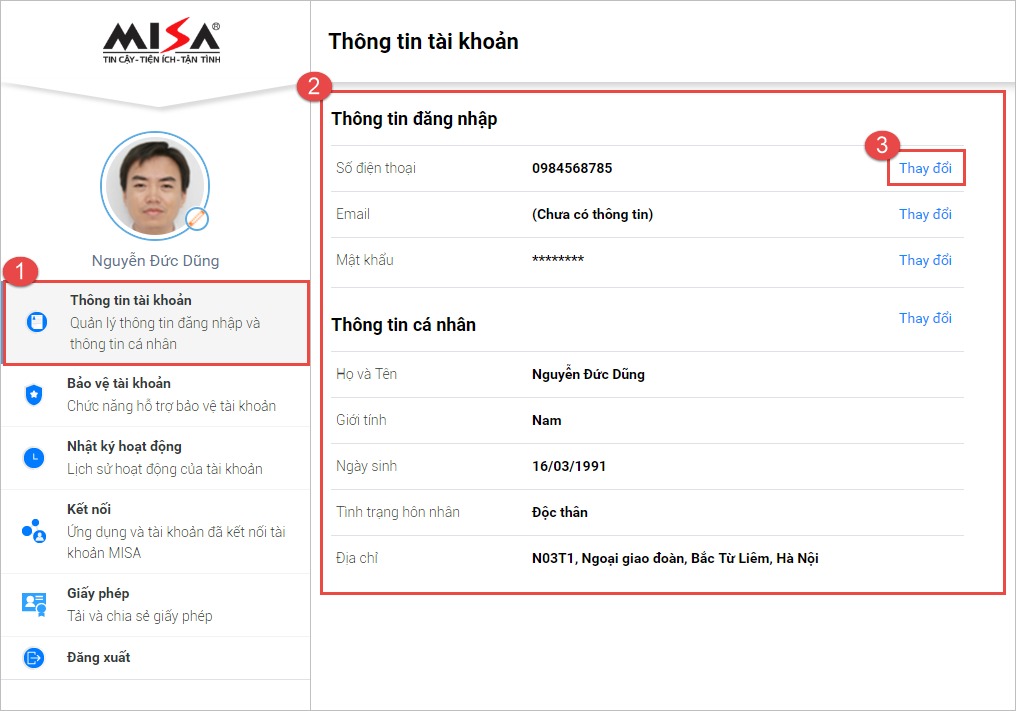 MISA®
TIN CẬY-TIỆN ÍCH-TẬN TÌNH
Nguyễn Đức Dũng
1
Thông tin tài khoản
Quản lý thông tin đăng nhập và
thông tin cá nhân
Bảo vệ tài khoản
Chức năng hỗ trợ bảo vệ tài khoản
Nhật ký hoạt động
Lịch sử hoạt động của tài khoản
Kết nối
Ứng dụng và tài khoản đã kết nối tài
khoản MISA
Giấy phép
Tải và chia sẻ giấy phép
Đăng xuất
Thông tin tài khoản
2
Thông tin đăng nhập
3
Số điện thoại 0984568785 Thay đổi
Email (Chưa có thông tin) Thay đổi
Mật khẩu ******** Thay đổi
Thông tin cá nhân Thay đổi
Họ và Tên Nguyễn Đức Dũng
Giới tính Nam
Ngày sinh 16/03/1991
Tình trạng hôn nhân Độc thân
Địa chỉ N03T1, Ngoại giao đoàn, Bắc Từ Liêm, Hà Nội